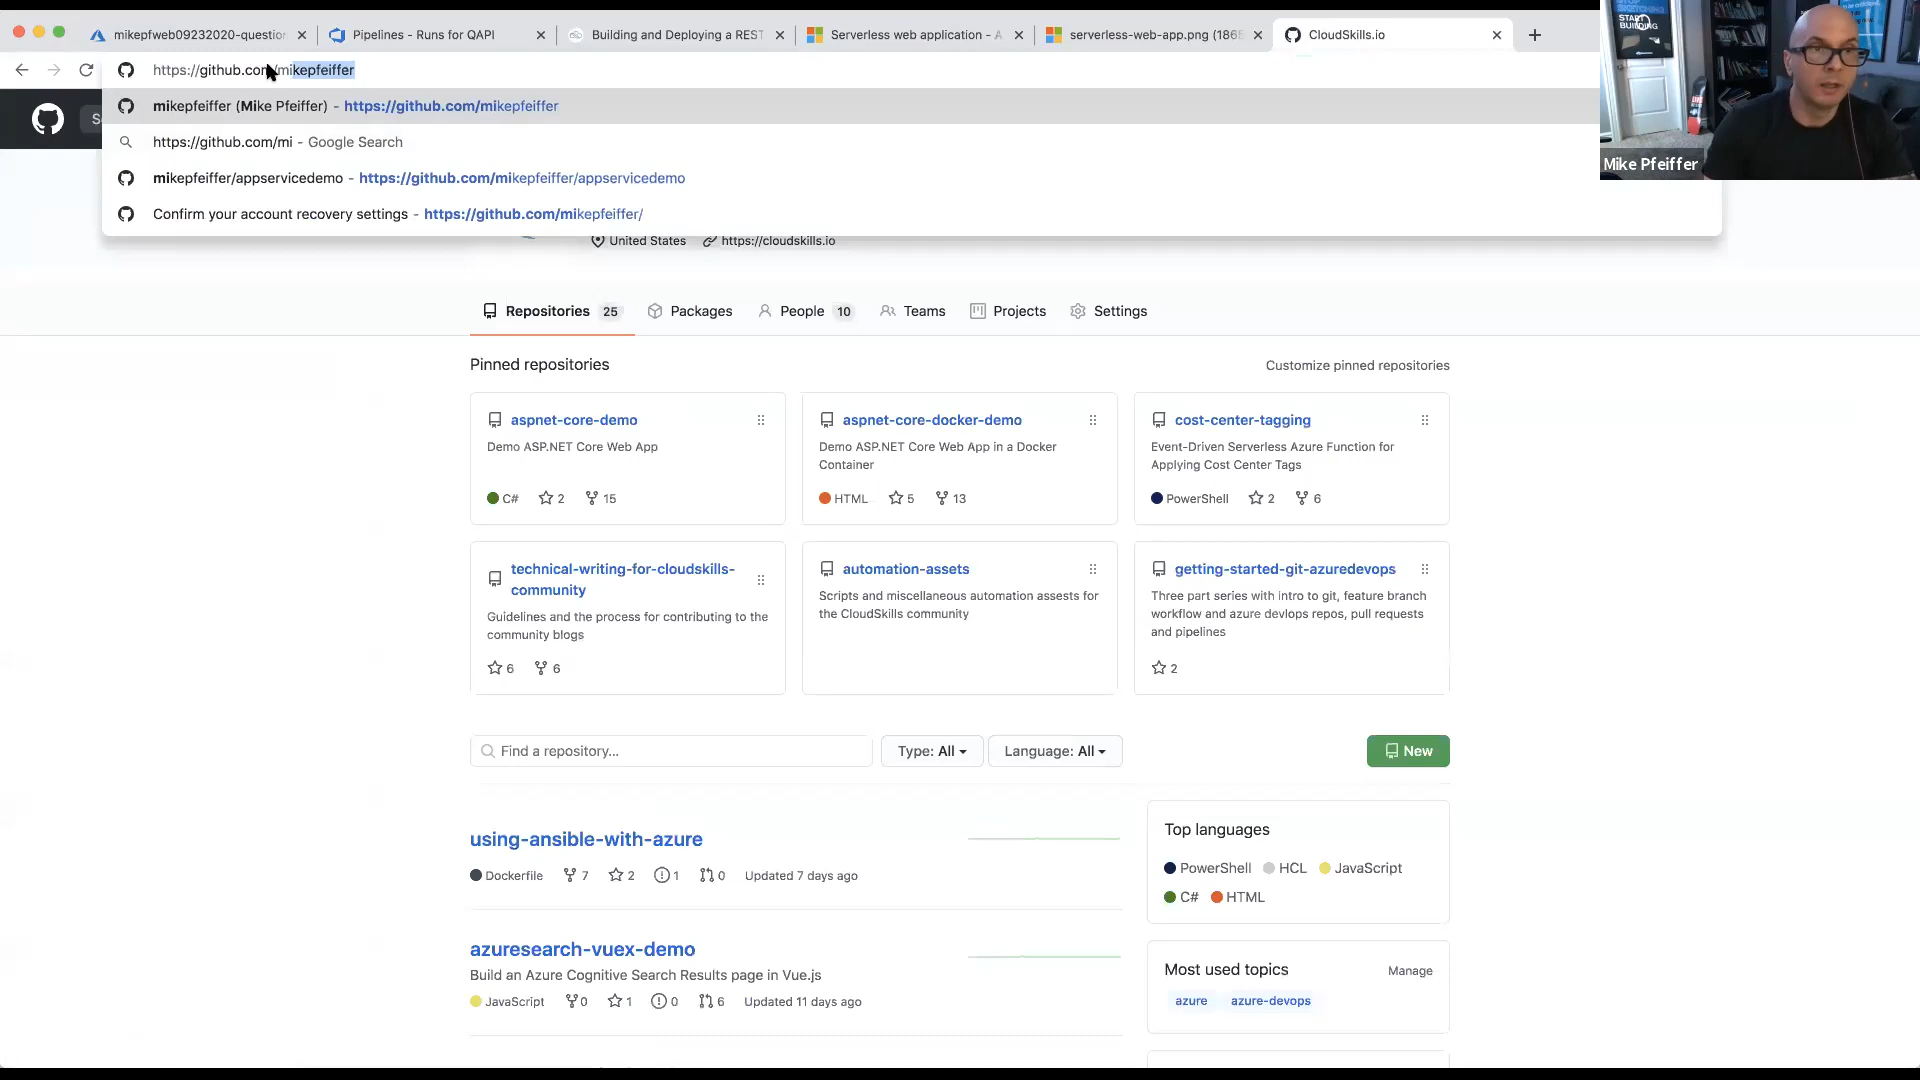 mikepfweb09232020-questio
Pipelines - Runs for QAPI
Building and Deploying a REST
Serverless web application - A
serverless-web-app.png (1865
CloudSkills.io
https://github.com/mikepfeiffer
mikepfeiffer (Mike Pfeiffer) - https://github.com/mikepfeiffer
https://github.com/mi - Google Search
mikepfeiffer/appservicedemo - https://github.com/mikepfeiffer/appservicedemo
Confirm your account recovery settings - https://github.com/mikepfeiffer/
START
BUILDING
Mike Pfeiffer
United States https://cloudskills.io
Repositories 25 Packages People 10 Teams Projects Settings
Pinned repositories
Customize pinned repositories
aspnet-core-demo
Demo ASP.NET Core Web App
C# 2 15
aspnet-core-docker-demo
Demo ASP.NET Core Web App in a Docker
Container
HTML 5 13
cost-center-tagging
Event-Driven Serverless Azure Function for
Applying Cost Center Tags
PowerShell 2 6
technical-writing-for-cloudskills-
community
Guidelines and the process for contributing to the
community blogs
6 6
automation-assets
Scripts and miscellaneous automation assests for
the CloudSkills community
getting-started-git-azuredevops
Three part series with intro to git, feature branch
workflow and azure devlops repos, pull requests
and pipelines
2
Find a repository...
Type: All
Language: All
New
using-ansible-with-azure
Dockerfile 7 2 1 0 Updated 7 days ago
azuresearch-vuex-demo
Build an Azure Cognitive Search Results page in Vue.js
JavaScript 0 1 0 6 Updated 11 days ago
Top languages
PowerShell HCL JavaScript
C# HTML
Most used topics
Manage
azure azure-devops